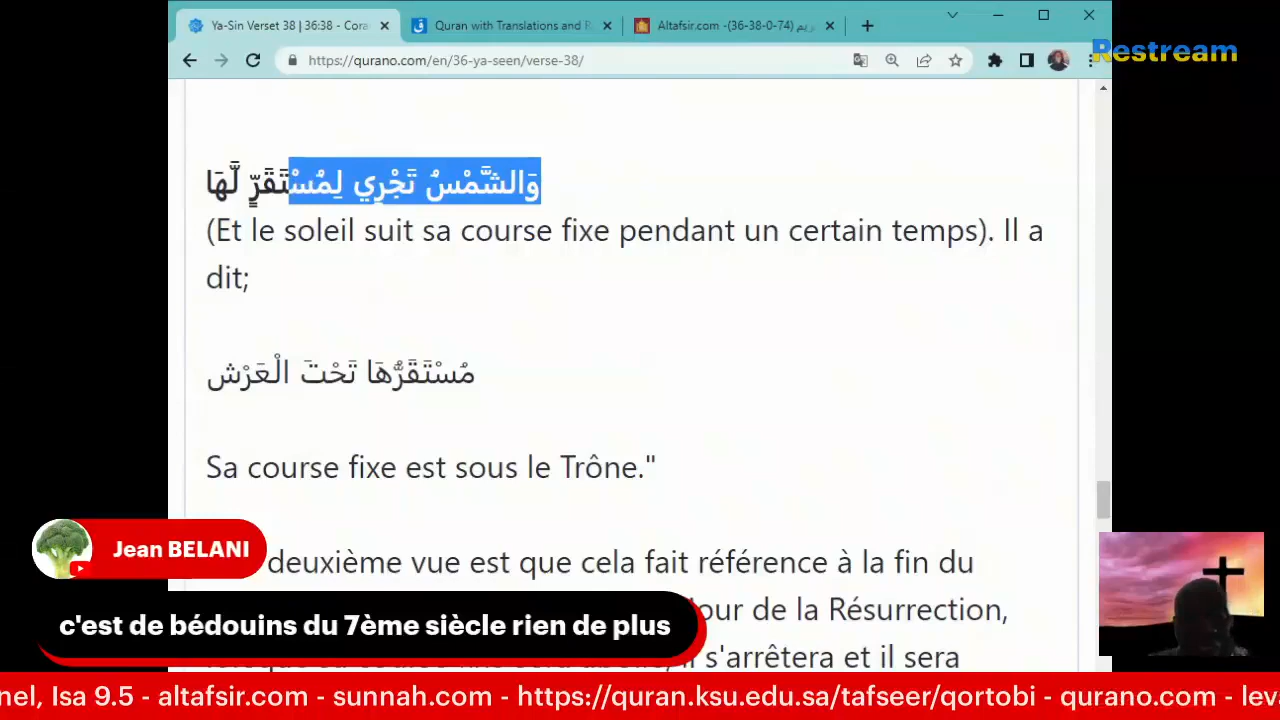 Ya-Sin Verset 38 | 36:38 - Cora
Quran with Translations and R
Altafsir.com -(36-38-0-74) ريم
https://qurano.com/en/36-ya-seen/verse-38/
Restream
وَالشَّمْسُ تَجْرِي لِمُسْتَقَرٍّ لَّهَا
(Et le soleil suit sa course fixe pendant un certain temps). Il a
dit;
مُسْتَقَرُّهَا تَحْتَ الْعَرْش
Sa course fixe est sous le Trône."
deuxième vue est que cela fait référence à la fin du
Jour de la Résurrection,
il s'arrêtera et il sera
Jean BELANI
c'est de bédouins du 7ème siècle rien de plus
nel, Isa 9.5 - altafsir.com - sunnah.com - https://quran.ksu.edu.sa/tafseer/qortobi - qurano.com - leva